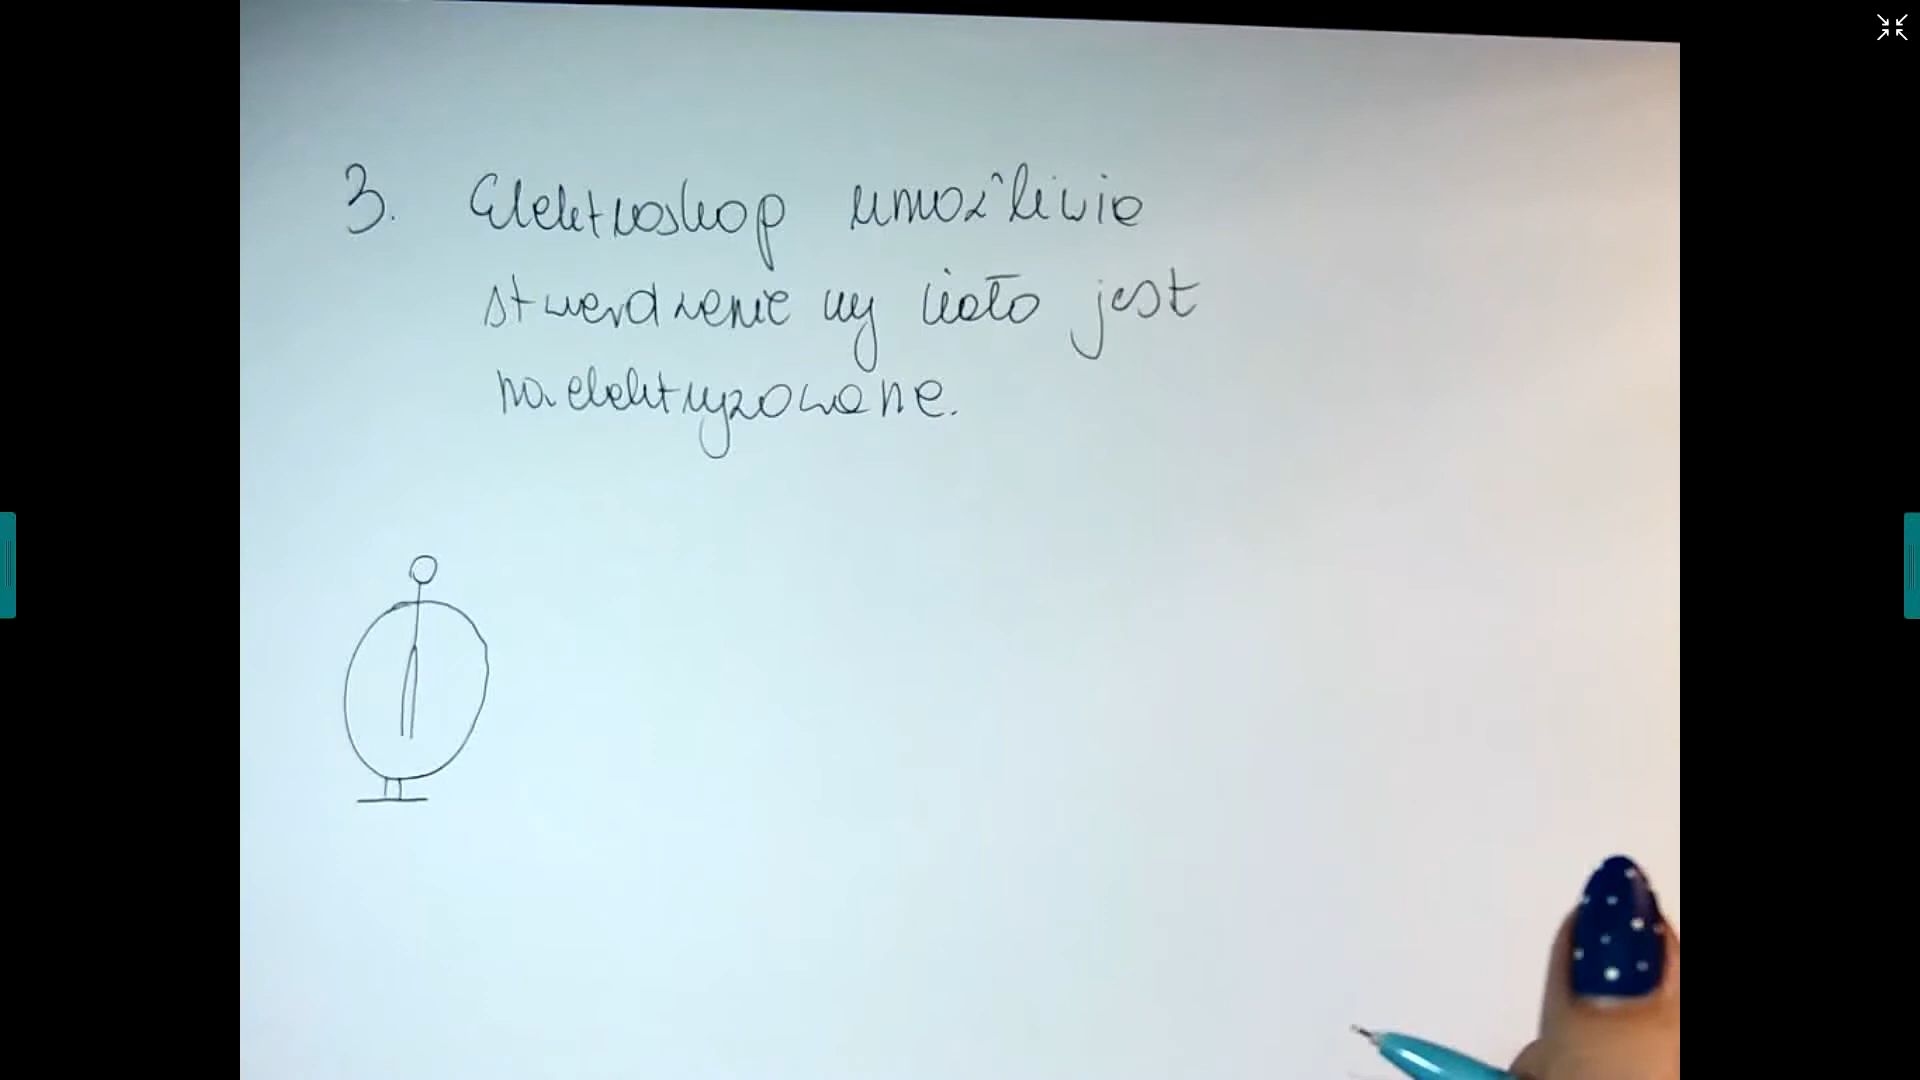 3. Elektroskop umożliwia
stwierdzenie czy ciało jest
naelektryzowane.